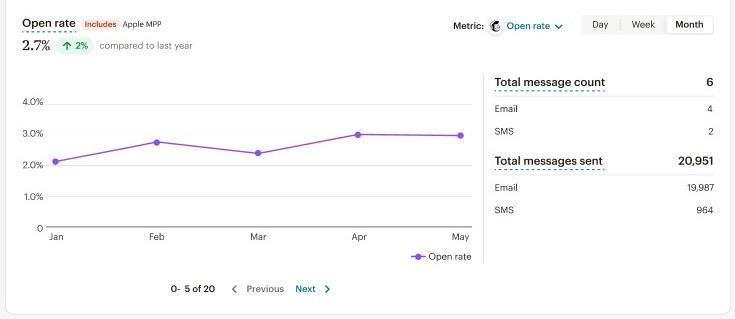 Open rate Includes Apple MPP
2.7% ↑ 2% compared to last year
Metric: Open rate
Day Week Month
4.0%
3.0%
2.0%
1.0%
0
Jan Feb Mar Apr May
Open rate
0- 5 of 20 Previous Next
Total message count 6
Email 4
SMS 2
Total messages sent 20,951
Email 19,987
SMS 964